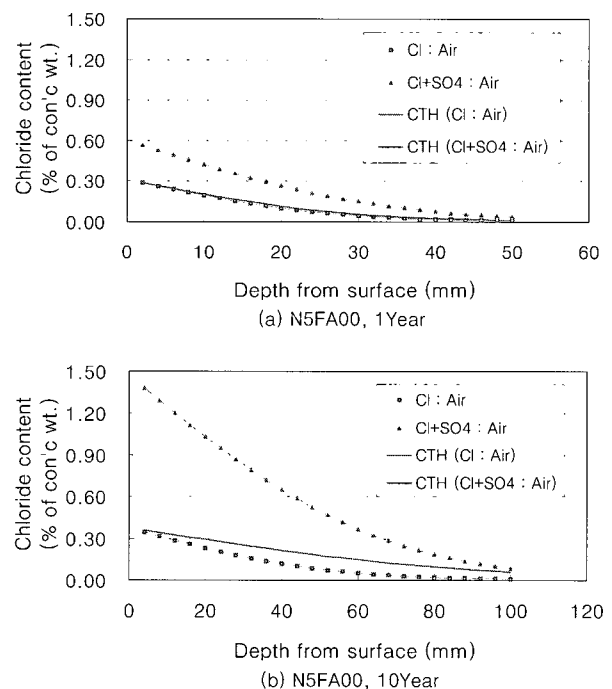 Chloride content
(% of con'c wt.)
1.50
1.20
0.90
0.60
0.30
0.00
Cl : Air
Cl+SO4 : Air
CTH (Cl : Air)
CTH (Cl+SO4 : Air)
0 10 20 30 40 50 60
Depth from surface (mm)
(a) N5FA00, 1Year
Chloride content
(% of con'c wt.)
1.50
1.20
0.90
0.60
0.30
0.00
Cl : Air
Cl+SO4 : Air
CTH (Cl : Air)
CTH (Cl+SO4 : Air)
0 20 40 60 80 100 120
Depth from surface (mm)
(b) N5FA00, 10Year